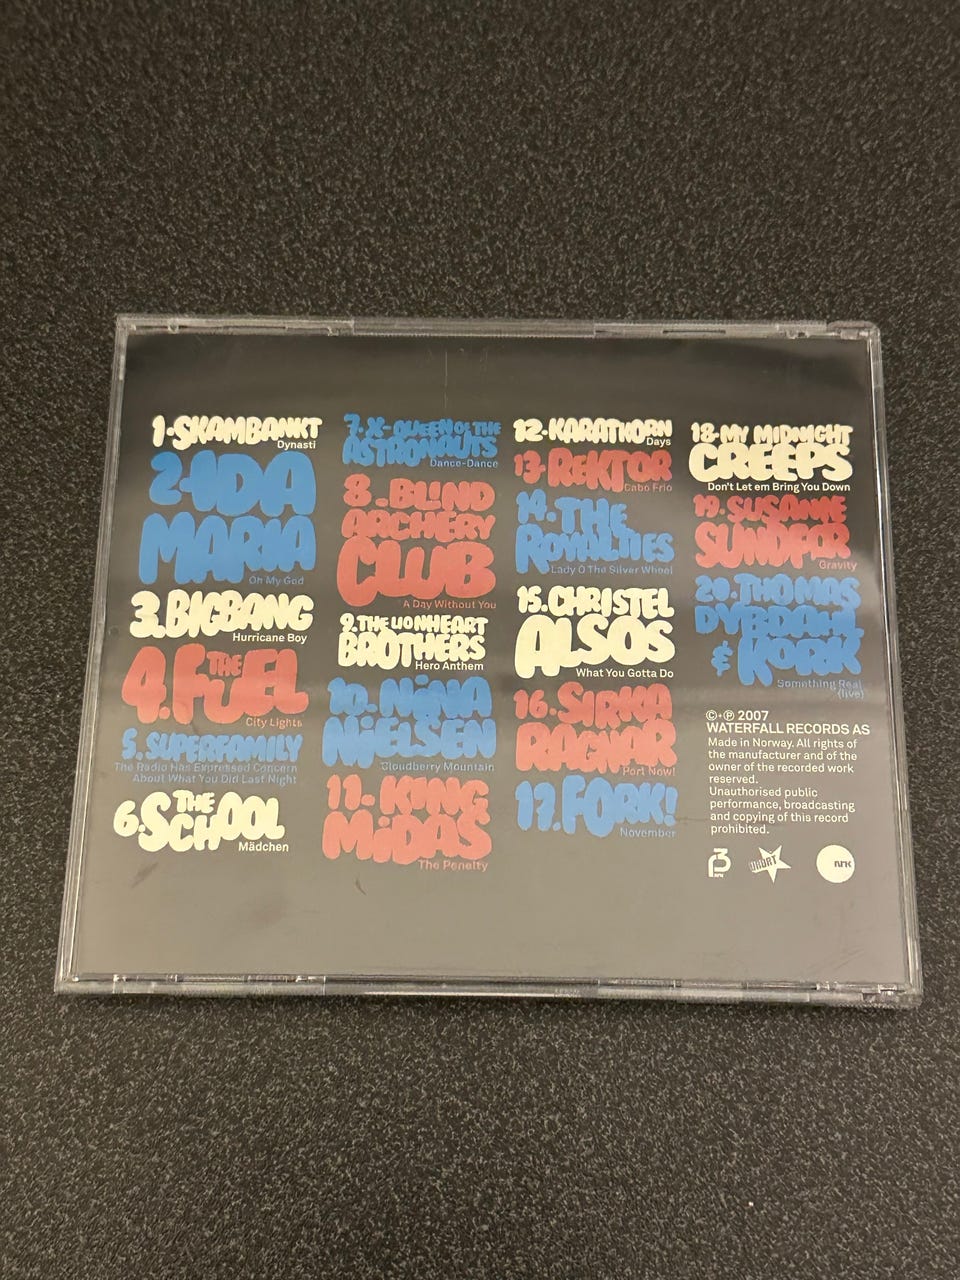 1. SKAMBANKT
Dynasti
2. IDA
MARIA
Oh My God
3. BIGBANG
Hurricane Boy
4. THE
FUEL
City Lights
5. SUPERFAMILY
The Radio Has Expressed Concern
About What You Did Last Night
6. THE
SCHOOL
Mädchen
7. X-QUEEN OF THE
ASTRONAUTS
Dance-Dance
8. BLIND
ARCHERY
CLUB
A Day Without You
9. THE LIONHEART
BROTHERS
Hero Anthem
10. NINA
NIELSEN
Cloudberry Mountain
11. KING
MIDAS
The Penelty
12. KARATKORN
Days
13. REKTOR
Cabo Frio
14. THE
ROYALTIES
Lady O The Silver Wheel
15. CHRISTEL
ALSOS
What You Gotta Do
16. SIRKA
RAGNAR
Port Now!
17. FORK!
November
18. MY MIDNIGHT
CREEPS
Don't Let em Bring You Down
19. SUSANNE
SUNDFØR
Gravity
20. THOMAS
DYBDAHL
& KORK
Something Real
(live)
©+℗ 2007
WATERFALL RECORDS AS
Made in Norway. All rights of
the manufacturer and of the
owner of the recorded work
reserved.
Unauthorised public
performance, broadcasting
and copying of this record
prohibited.
P3 NRK URØRT NRK